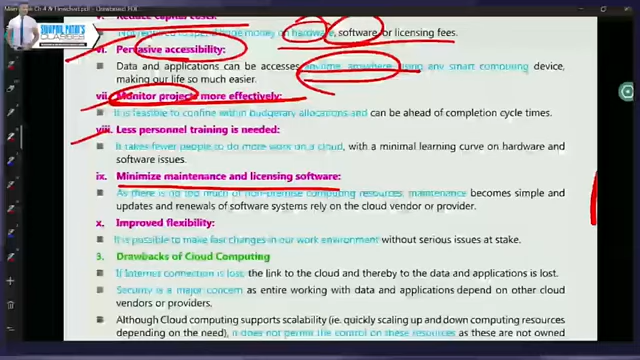 SWAPNIL PATNI'S
CLASSES
v. Reduce capital costs:
software or licensing fees.
vi. Pervasive accessibility:
Data and applications can be accesses anytime, anywhere, using any smart computing device,
making our life so much easier.
vii. Monitor projects more effectively:
It is feasible to confine within budgetary allocations and can be ahead of completion cycle times.
viii. Less personnel training is needed:
It takes fewer people to do more work on a cloud, with a minimal learning curve on hardware and
software issues.
ix. Minimize maintenance and licensing software:
As there is no too much of non-premise computing resources, maintenance becomes simple and
updates and renewals of software systems rely on the cloud vendor or provider.
x. Improved flexibility:
It is possible to make fast changes in our work environment without serious issues at stake.
3. Drawbacks of Cloud Computing
If Internet connection is lost, the link to the cloud and thereby to the data and applications is lost.
Security is a major concern as entire working with data and applications depend on other cloud
vendors or providers.
Although Cloud computing supports scalability (i.e. quickly scaling up and down computing resources
depending on the need), it does not permit the control on these resources as these are not owned